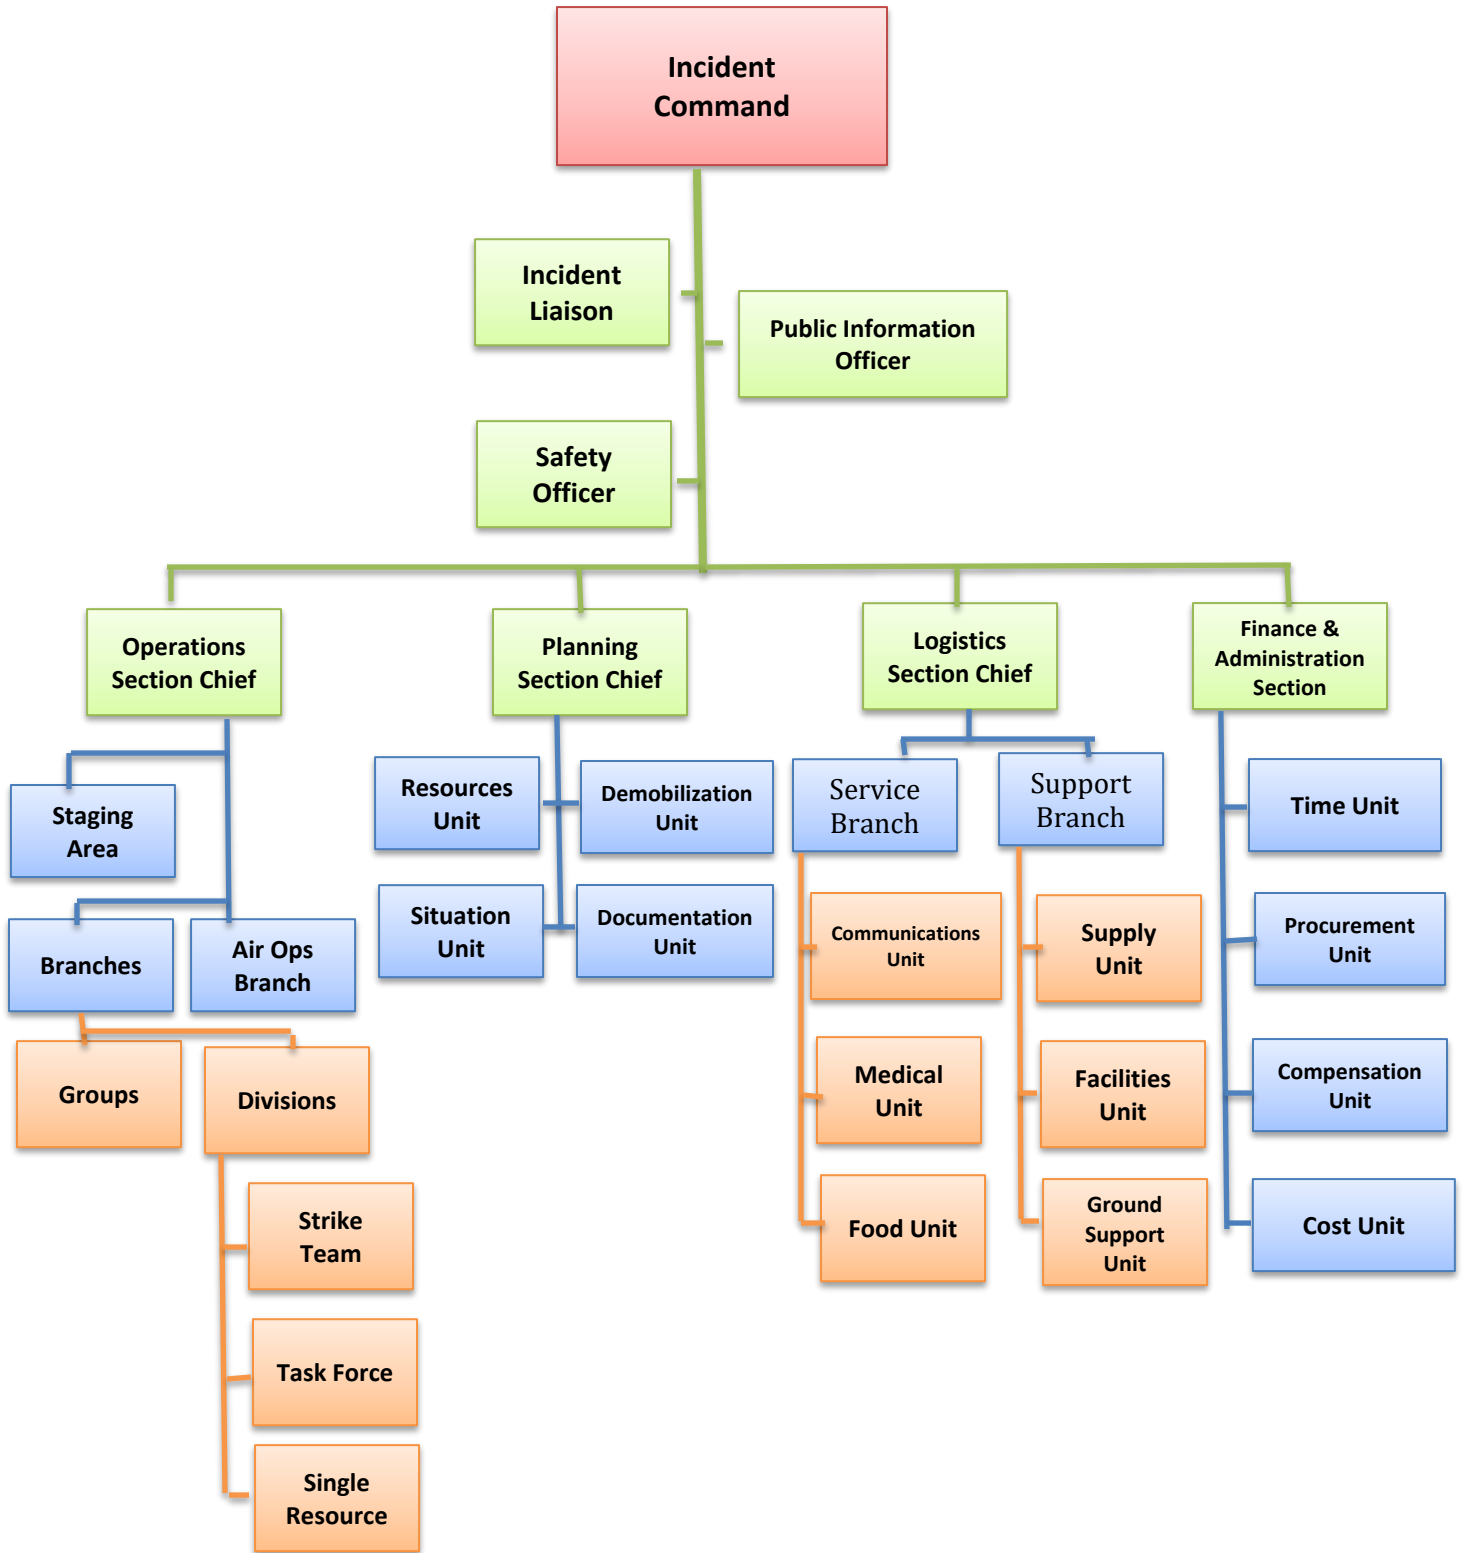 Incident
Command
Incident
Liaison
Public Information
Officer
Safety
Officer
Operations
Section Chief
Planning
Section Chief
Logistics
Section Chief
Finance &
Administration
Section
Staging
Area
Branches
Air Ops
Branch
Groups
Divisions
Strike
Team
Task Force
Single
Resource
Resources
Unit
Demobilization
Unit
Situation
Unit
Documentation
Unit
Service
Branch
Support
Branch
Communications
Unit
Medical
Unit
Food Unit
Supply
Unit
Facilities
Unit
Ground
Support
Unit
Time Unit
Procurement
Unit
Compensation
Unit
Cost Unit